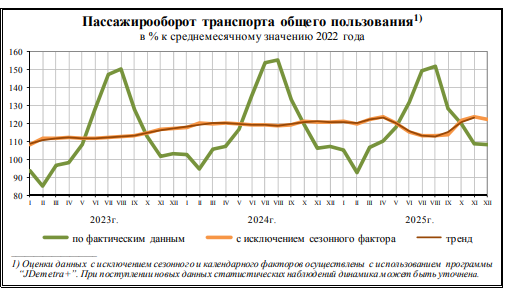 Пассажирооборот транспорта общего пользования1)
в % к среднемесячному значению 2022 года
160
150
140
130
120
110
100
90
80
I II III IV V VI VII VIII IX X XI XII I II III IV V VI VII VIII IX X XI XII I II III IV V VI VII VIII IX X XI XII
2023г. 2024г. 2025г.
по фактическим данным с исключением сезонного фактора тренд
1) Оценки данных с исключением сезонного и календарного факторов осуществлены с использованием программы
“JDemetra+”. При поступлении новых данных статистических наблюдений динамика может быть уточнена.